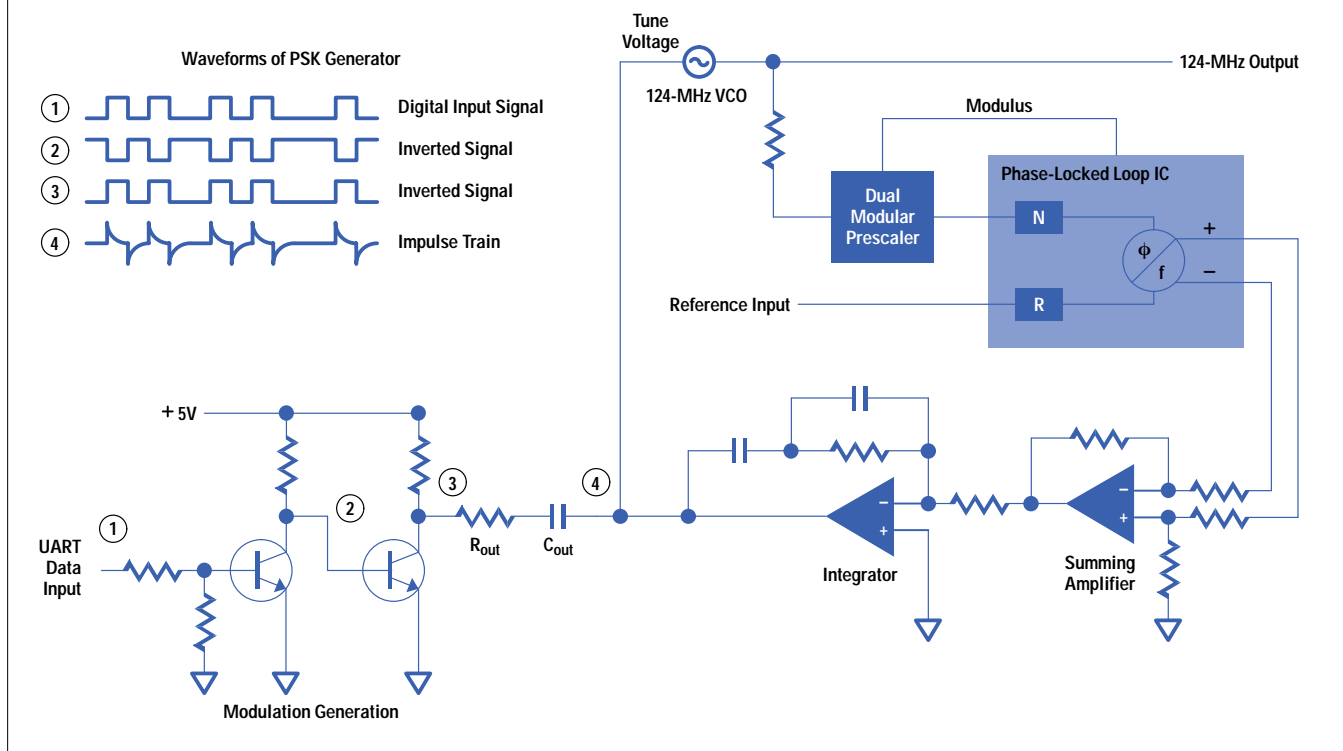 Tune
Voltage
Waveforms of PSK Generator
124-MHz Output
124-MHz VCO
1
Digital Input Signal
Modulus
2
Inverted Signal
Phase-Locked Loop IC
3
Inverted Signal
Dual
Modular
Prescaler
N
4
Impulse Train
+
ϕ
f
−
Reference Input
R
+ 5V
3
4
2
1
−
+
−
+
UART
Data
Input
Rout
Cout
Integrator
Summing
Amplifier
Modulation Generation